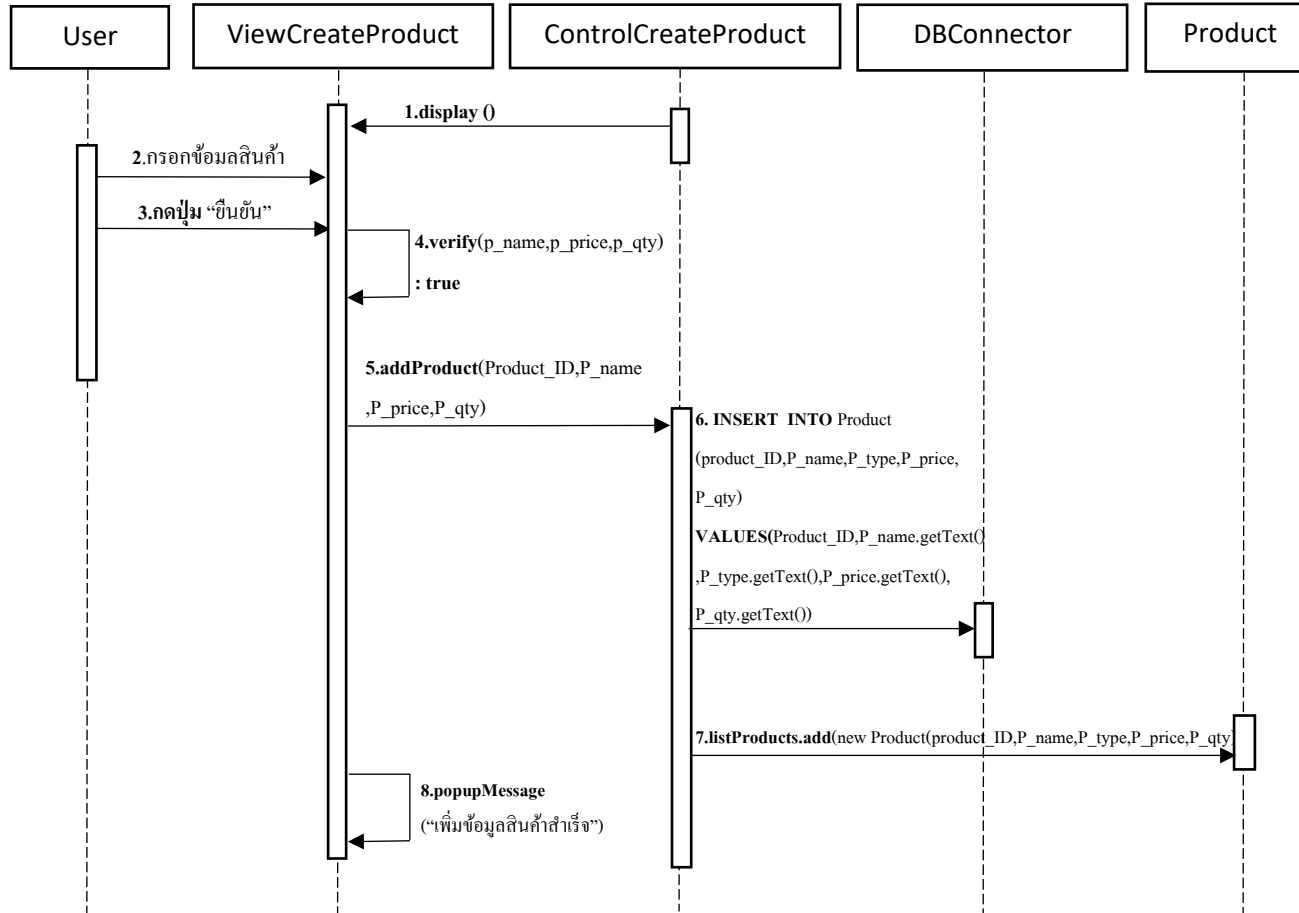 User
ViewCreateProduct
ControlCreateProduct
DBConnector
Product
1.display ()
2.กรอกข้อมลสินค้า
3.กดปุ่ม “ยืนยัน”
4.verify(p_name,p_price,p_qty)
: true
5.addProduct(Product_ID,P_name
,P_price,P_qty)
6. INSERT INTO Product
(product_ID,P_name,P_type,P_price,
P_qty)
VALUES(Product_ID,P_name.getText()
,P_type.getText(),P_price.getText(),
P_qty.getText())
7.listProducts.add(new Product(product_ID,P_name,P_type,P_price,P_qty)
8.popupMessage
(“เพิ่มข้อมูลสินค้าสำเร็จ”)